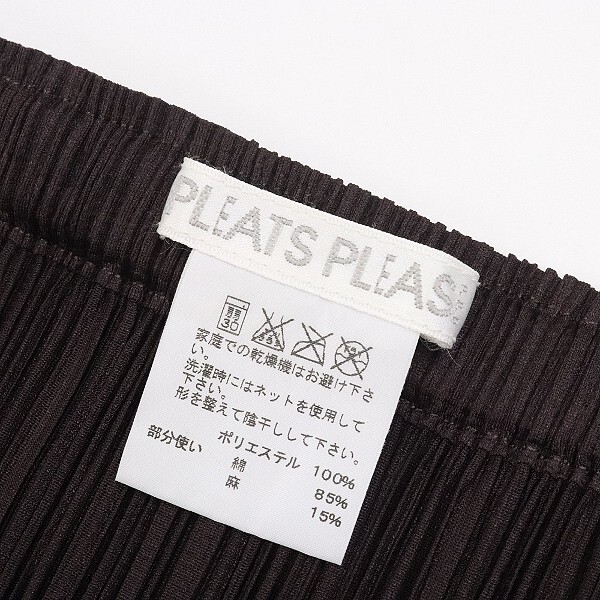 PLEATS PLEASE
弱
30
家庭での乾燥機はお避け下さ
い。
洗濯時にはネットを使用して
下さい。
形を整えて陰干しして下さい。
部分使い ポリエステル 100%
綿 85%
麻 15%